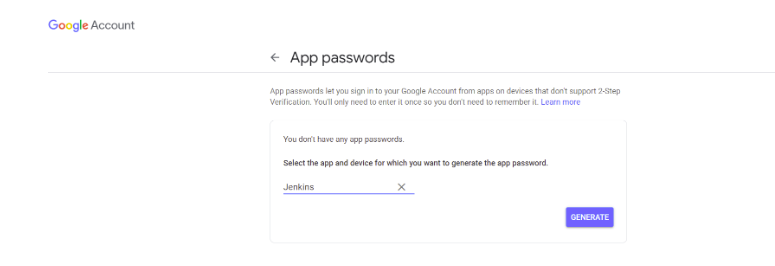 Google Account
← App passwords
App passwords let you sign in to your Google Account from apps on devices that don't support 2-Step
Verification. You'll only need to enter it once so you don't need to remember it. Learn more
You don't have any app passwords.
Select the app and device for which you want to generate the app password.
Jenkins
GENERATE